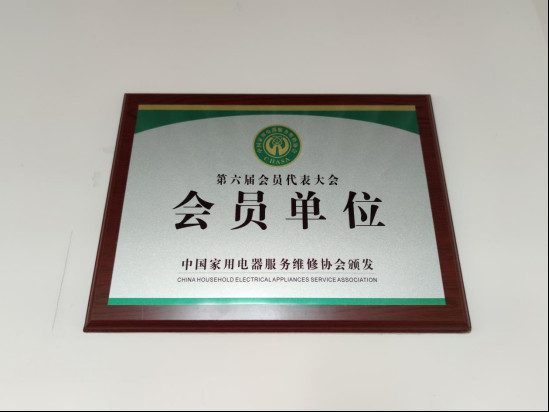 CHASA
第六届会员代表大会
会员单位
中国家用电器服务维修协会颁发
CHINA HOUSEHOLD ELECTRICAL APPLIANCES SERVICE ASSOCIATION